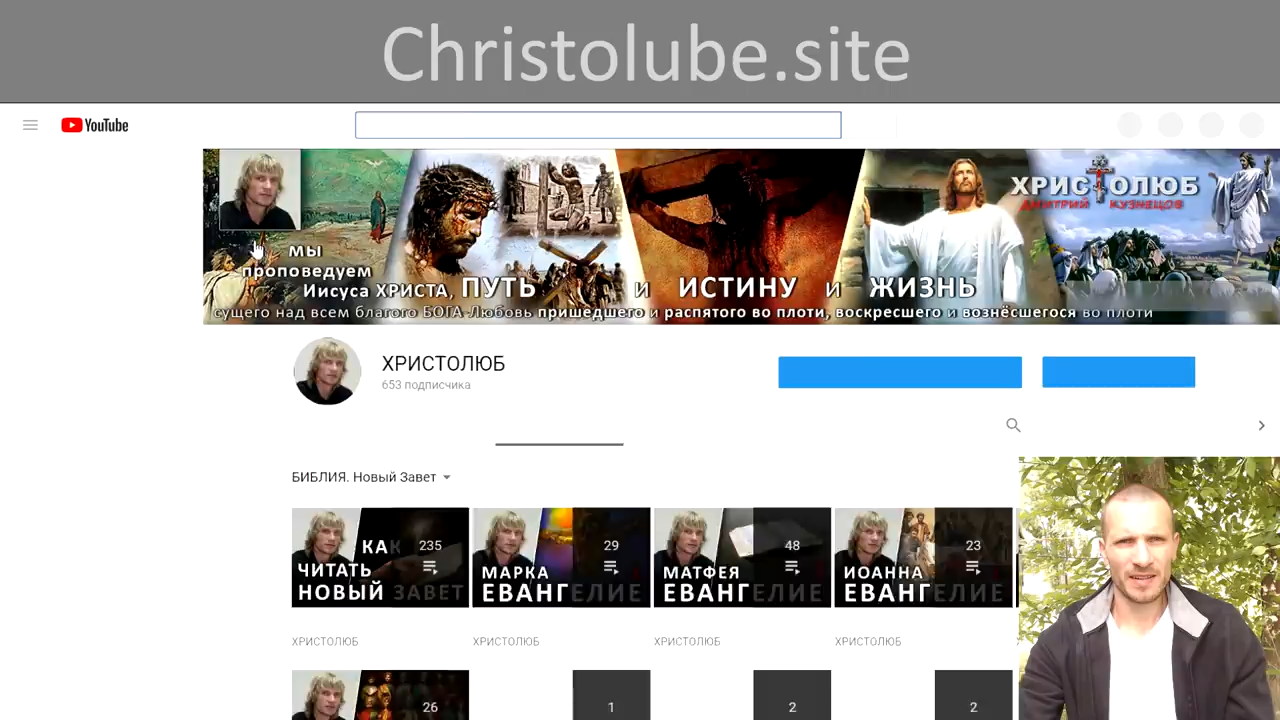 Christolube.site
YouTube
ХРИСТОЛЮБ
ДМИТРИЙ КУЗНЕЦОВ
мы
проповедуем
Иисуса ХРИСТА, ПУТЬ и ИСТИНУ и ЖИЗНЬ
сущего над всем благого БОГА-Любовь пришедшего и распятого во плоти, воскресшего и вознёсшегося во плоти
ХРИСТОЛЮБ
653 подписчика
БИБЛИЯ. Новый Завет
КАК
ЧИТАТЬ
НОВЫЙ ЗАВЕТ
235
МАРКА
ЕВАНГЕЛИЕ
29
МАТФЕЯ
ЕВАНГЕЛИЕ
48
ИОАННА
ЕВАНГЕЛИЕ
23
ХРИСТОЛЮБ
ХРИСТОЛЮБ
ХРИСТОЛЮБ
ХРИСТОЛЮБ
26
1
2
2